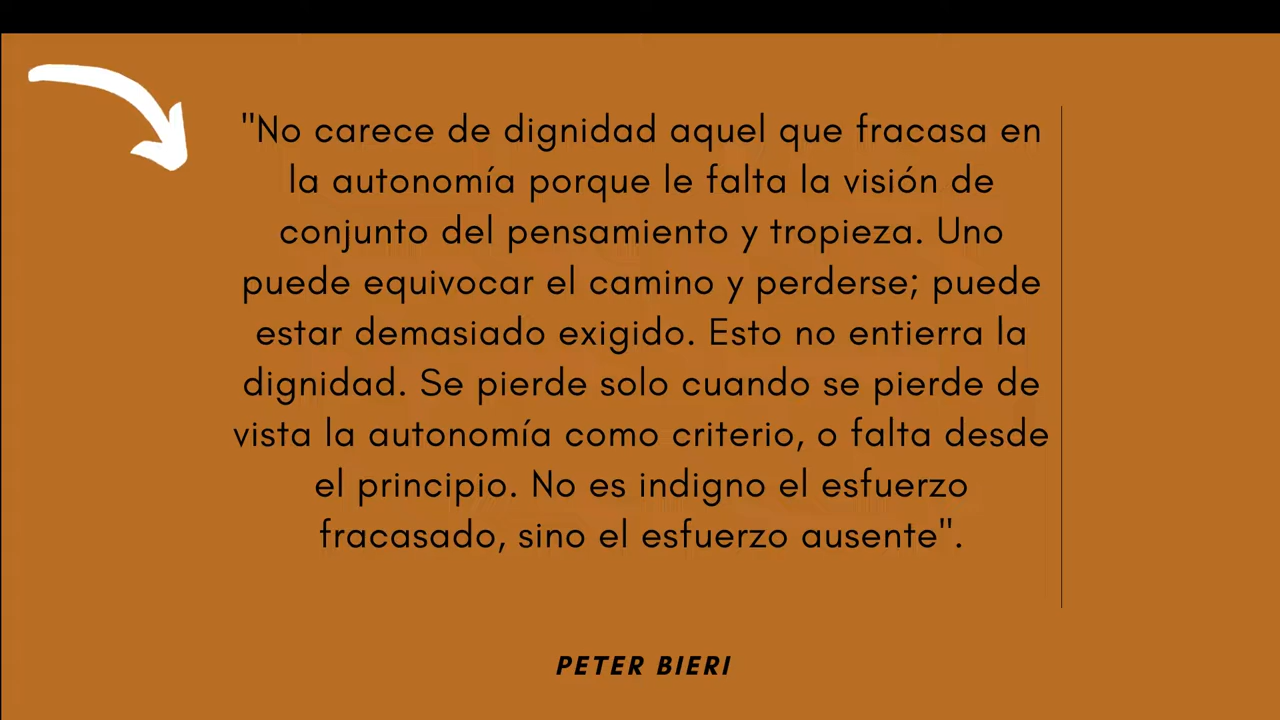 "No carece de dignidad aquel que fracasa en
la autonomía porque le falta la visión de
conjunto del pensamiento y tropieza. Uno
puede equivocar el camino y perderse; puede
estar demasiado exigido. Esto no entierra la
dignidad. Se pierde solo cuando se pierde de
vista la autonomía como criterio, o falta desde
el principio. No es indigno el esfuerzo
fracasado, sino el esfuerzo ausente".
PETER BIERI